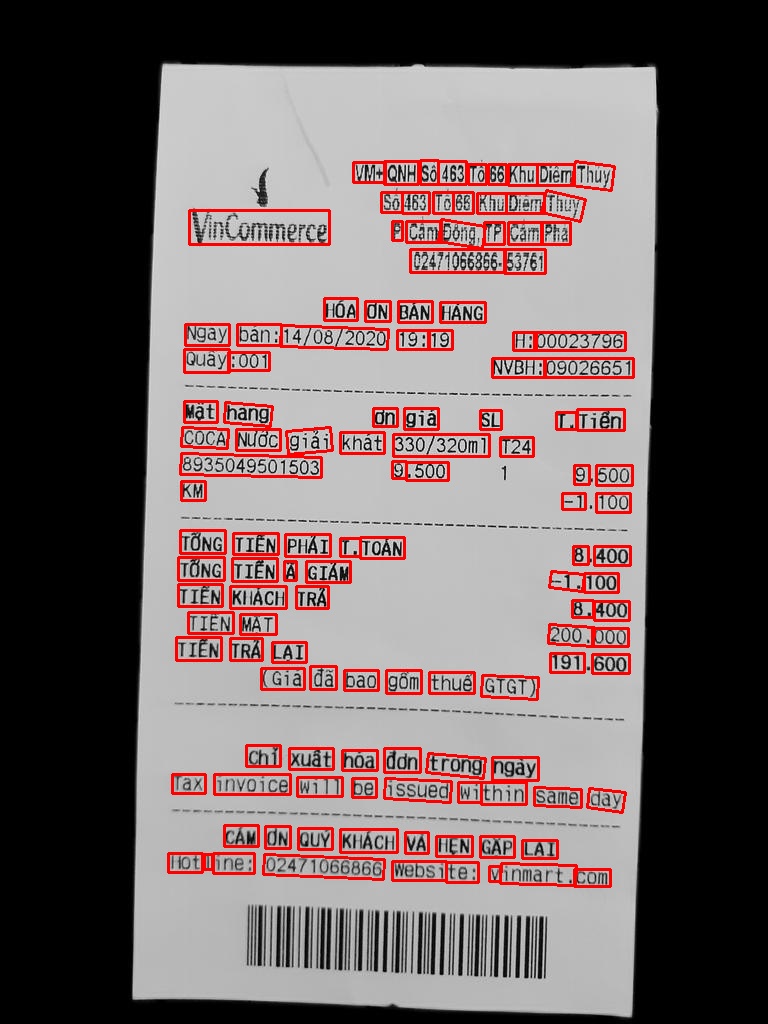 VinCommerce
VM+ QNH Số 463 Tổ 66 Khu Diêm Thủy
Số 463 Tổ 66 Khu Diêm Thủy
P Cẩm Đông, TP Cẩm Phả
02471066866-53761
HÓA ĐƠN BÁN HÀNG
Ngày bán:14/08/2020 19:19 H:00023796
Quầy:001 NVBH:09026651
Mặt hàng Đơn giá SL T.Tiền
COCA Nước giải khát 330/320ml T24
8935049501503 9.500 1 9.500
KM -1.100
TỔNG TIỀN PHẢI T.TOÁN 8.400
TỔNG TIỀN ĐÃ GIẢM -1.100
TIỀN KHÁCH TRẢ 8.400
TIỀN MẶT 200.000
TIỀN TRẢ LẠI 191.600
(Giá đã bao gồm thuế GTGT)
Chỉ xuất hóa đơn trong ngày
Tax invoice will be issued within same day
CẢM ƠN QUÝ KHÁCH VÀ HẸN GẶP LẠI
Hotline: 02471066866 Website: vinmart.com